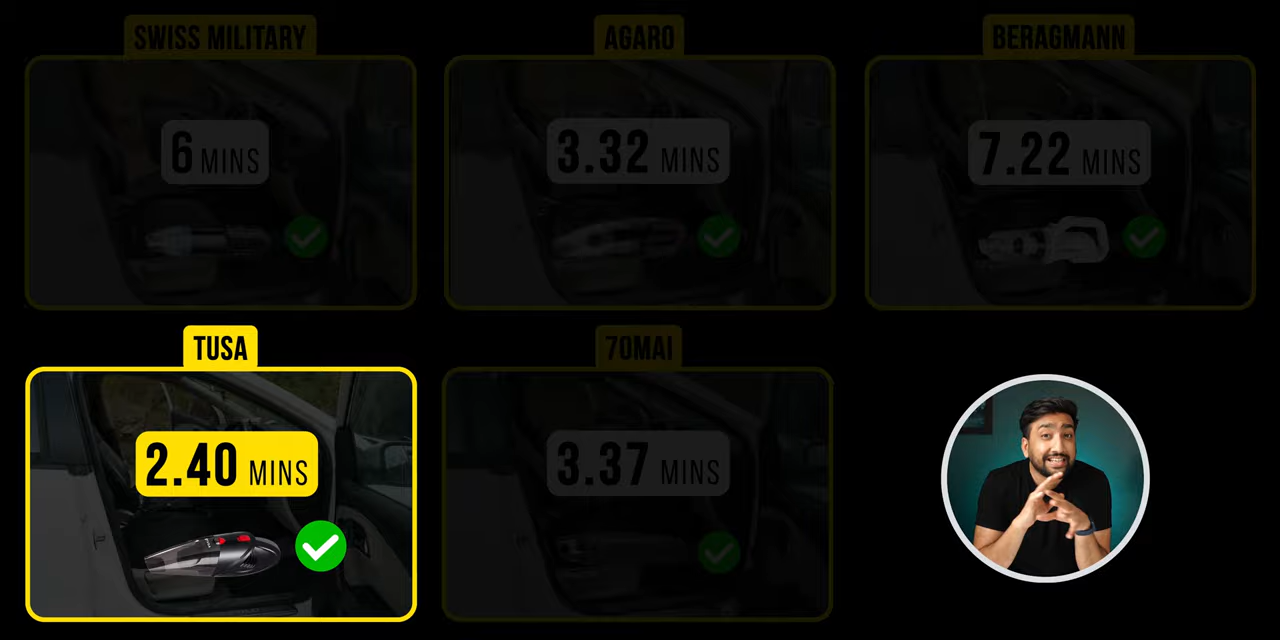 SWISS MILITARY
6 MINS
AGARO
3.32 MINS
BERAGMANN
7.22 MINS
TUSA
2.40 MINS
70MAI
3.37 MINS